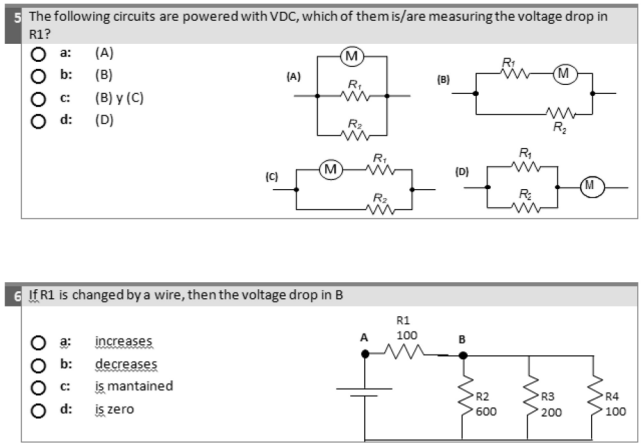 5 The following circuits are powered with VDC, which of them is/are measuring the voltage drop in
R1?
a: (A)
b: (B)
c: (B) y (C)
d: (D)
(A) M R1 R2
(B) R1 M R2
(C) M R1 R2
(D) R1 R2 M
6 If R1 is changed by a wire, then the voltage drop in B
a: increases
b: decreases
c: is mantained
d: is zero
R1
A 100 B
R2 R3 R4
600 200 100